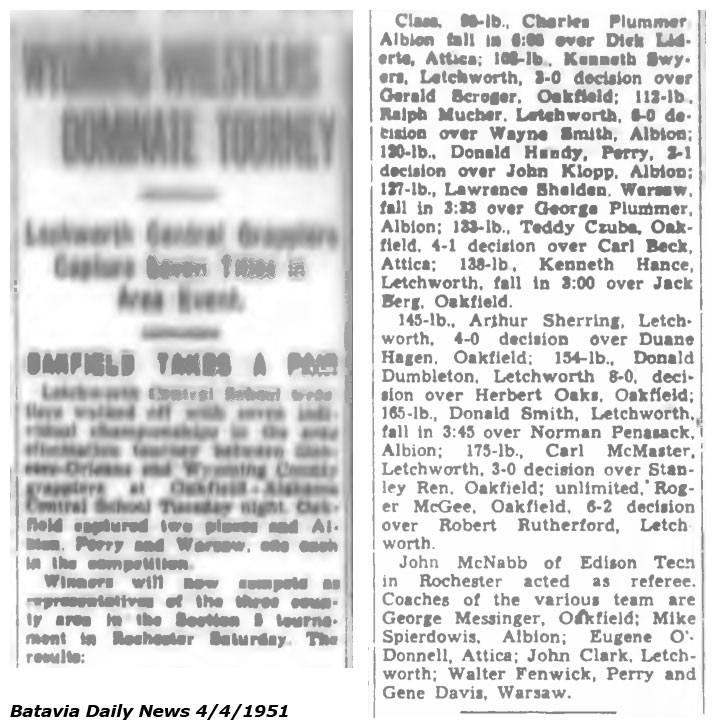 WYOMING WRESTLERS
DOMINATE TOURNEY
Letchworth Central Grapplers
Capture Seven Titles in
Area Event.
OAKFIELD TAKES A PAIR
Letchworth Central School wres-
tlers walked off with seven indi-
vidual championships in the area
elimination tourney between Gen-
esee-Orleans and Wyoming County
grapplers at Oakfield-Alabama
Central School Tuesday night. Oak-
field captured two places and Al-
bion, Perry and Warsaw, one each
in the competition.
Winners will now compete as
representatives of the three coun-
ty area in the Section 5 tourna-
ment in Rochester Saturday. The
results:
Class, 95-lb., Charles Plummer,
Albion fall in over Dick
Attica; 103-lb., Kenneth Swy-
ers, Letchworth, 3-0 decision over
Gerald Scroger, Oakfield; 112-lb.,
Ralph Mucher, Letchworth, 6-0 de-
cision over Wayne Smith, Albion;
120-lb., Donald Handy, Perry, 2-1
decision over John Klopp, Albion;
127-lb., Lawrence Shelden, Warsaw,
fall in 3:33 over George Plummer,
Albion; 133-lb., Teddy Czuba, Oak-
field, 4-1 decision over Carl Beck,
Attica; 138-lb., Kenneth Hance,
Letchworth, fall in 3:00 over Jack
Berg, Oakfield.
145-lb., Arthur Sherring, Letch-
worth, 4-0 decision over Duane
Hagen, Oakfield; 154-lb., Donald
Dumbleton, Letchworth 8-0, deci-
sion over Herbert Oaks, Oakfield;
165-lb., Donald Smith, Letchworth,
fall in 3:45 over Norman Penasack,
Albion; 175-lb., Carl McMaster,
Letchworth, 3-0 decision over Stan-
ley Ren, Oakfield; unlimited, Rog-
er McGee, Oakfield, 6-2 decision
over Robert Rutherford, Letch
worth.
John McNabb of Edison Tech
in Rochester acted as referee.
Coaches of the various team are
George Messinger, Oakfield; Mike
Spierdowis, Albion; Eugene O'-
Donnell, Attica; John Clark, Letch-
worth; Walter Fenwick, Perry and
Gene Davis, Warsaw.
Batavia Daily News 4/4/1951